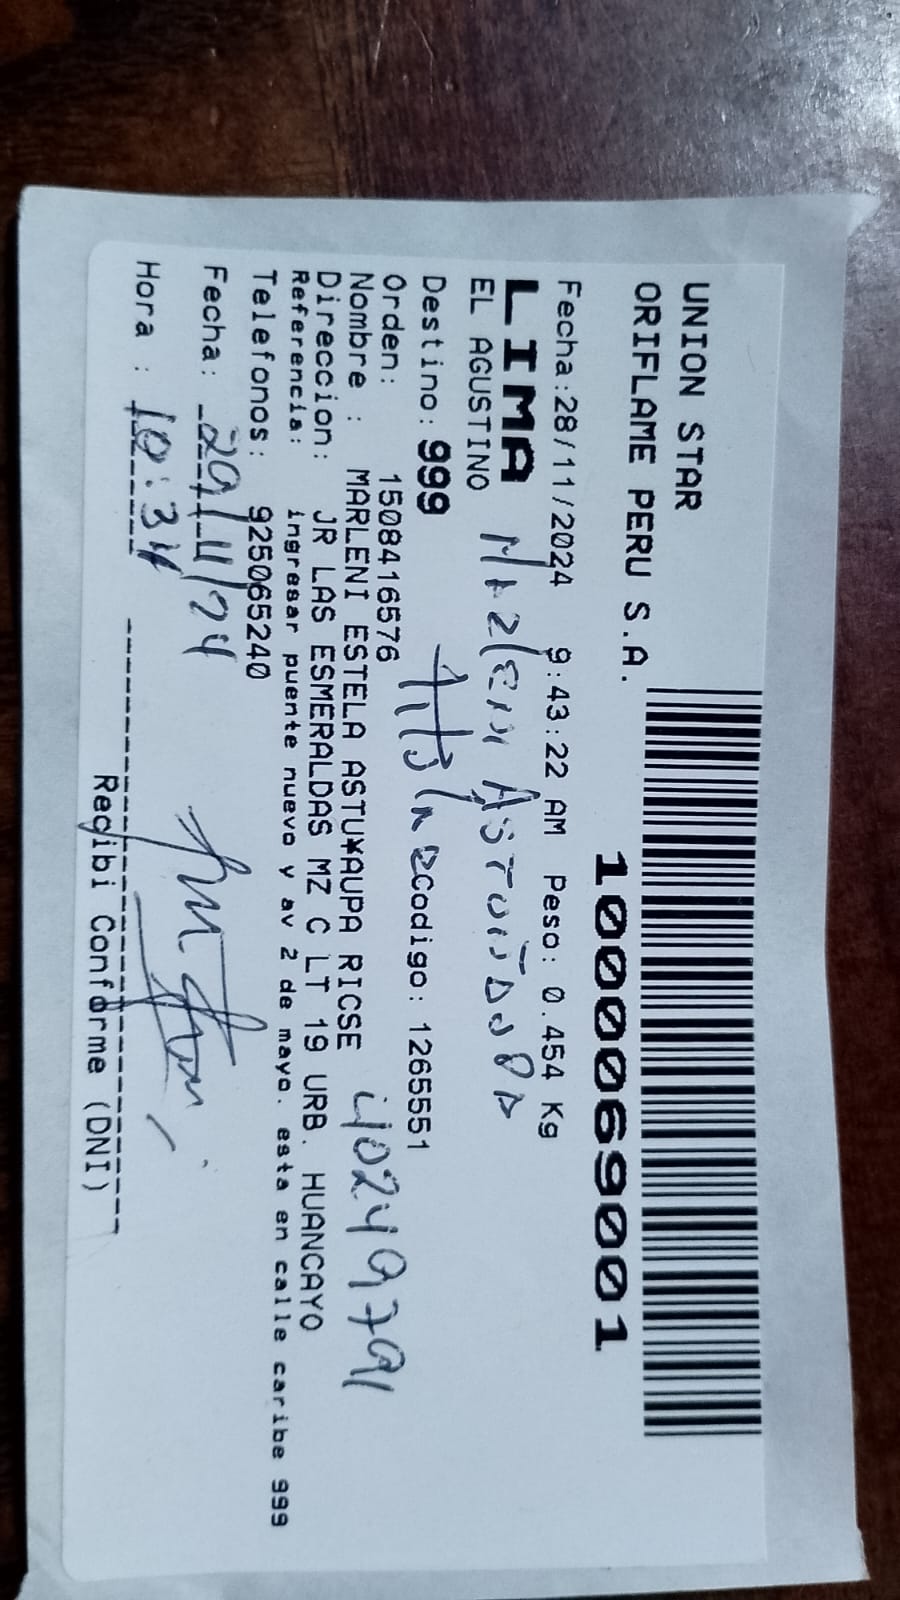 UNION STAR
ORIFLAME PERU S.A.
10000069001
Fecha:28/11/2024 9:43:22 AM Peso: 0.454 Kg
LIMA
EL AGUSTINO
Destino: 999 Codigo: 1265551
Orden: 1508416576
Nombre : MARLENI ESTELA ASTU¥AUPA RICSE
40249791
Direccion: JR LAS ESMERALDAS MZ C LT 19 URB. HUANCAYO
Referencia: ingresar puente nuevo y av 2 de mayo. esta en calle caribe 999
Telefonos: 925065240
Fecha: 29/11/24
Hora : 10:34
Recibi Conforme (DNI)